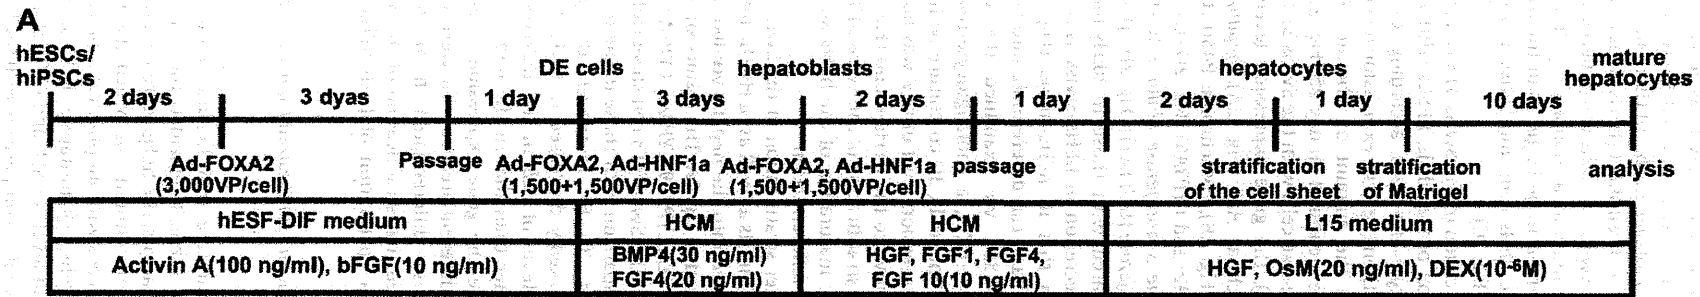 A
hESCs/
hiPSCs
DE cells
hepatoblasts
hepatocytes
mature
hepatocytes
2 days
3 dyas
1 day
3 days
2 days
1 day
2 days
1 day
10 days
Ad-FOXA2
(3,000VP/cell)
Passage
Ad-FOXA2, Ad-HNF1a
(1,500+1,500VP/cell)
Ad-FOXA2, Ad-HNF1a
(1,500+1,500VP/cell)
passage
stratification
of the cell sheet
stratification
of Matrigel
analysis
hESF-DIF medium
HCM
HCM
L15 medium
Activin A(100 ng/ml), bFGF(10 ng/ml)
BMP4(30 ng/ml)
FGF4(20 ng/ml)
HGF, FGF1, FGF4,
FGF 10(10 ng/ml)
HGF, OsM(20 ng/ml), DEX(10⁻⁶M)